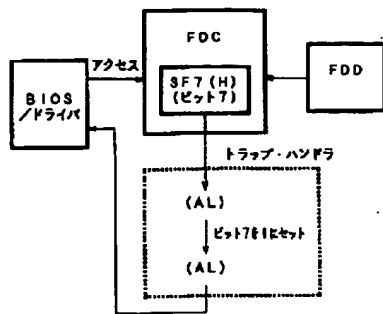 FDC
アクセス
SF7(H)
(ビット7)
FDD
BIOS
/ドライバ
トラップ・ハンドラ
(AL)
ビット7を1にセット
(AL)